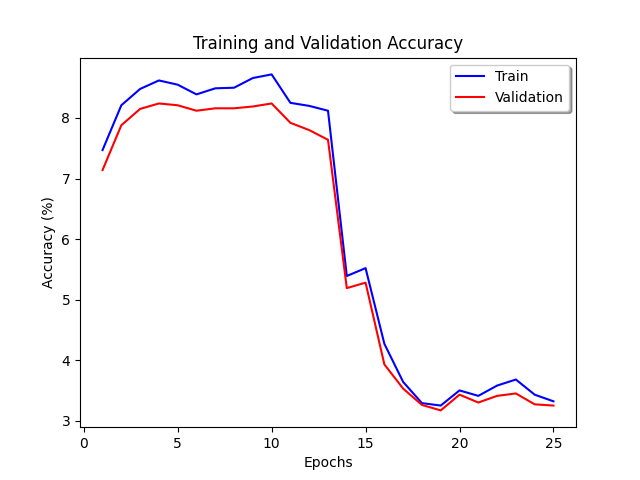 Training and Validation Accuracy
Train
Validation
8
7
6
5
4
3
Accuracy (%)
0 5 10 15 20 25
Epochs